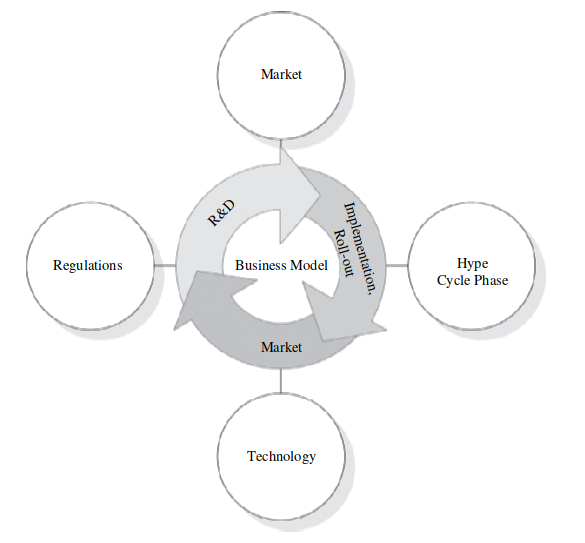 Market
R&D
Implementation,
Roll-out
Regulations
Business Model
Hype
Cycle Phase
Market
Technology